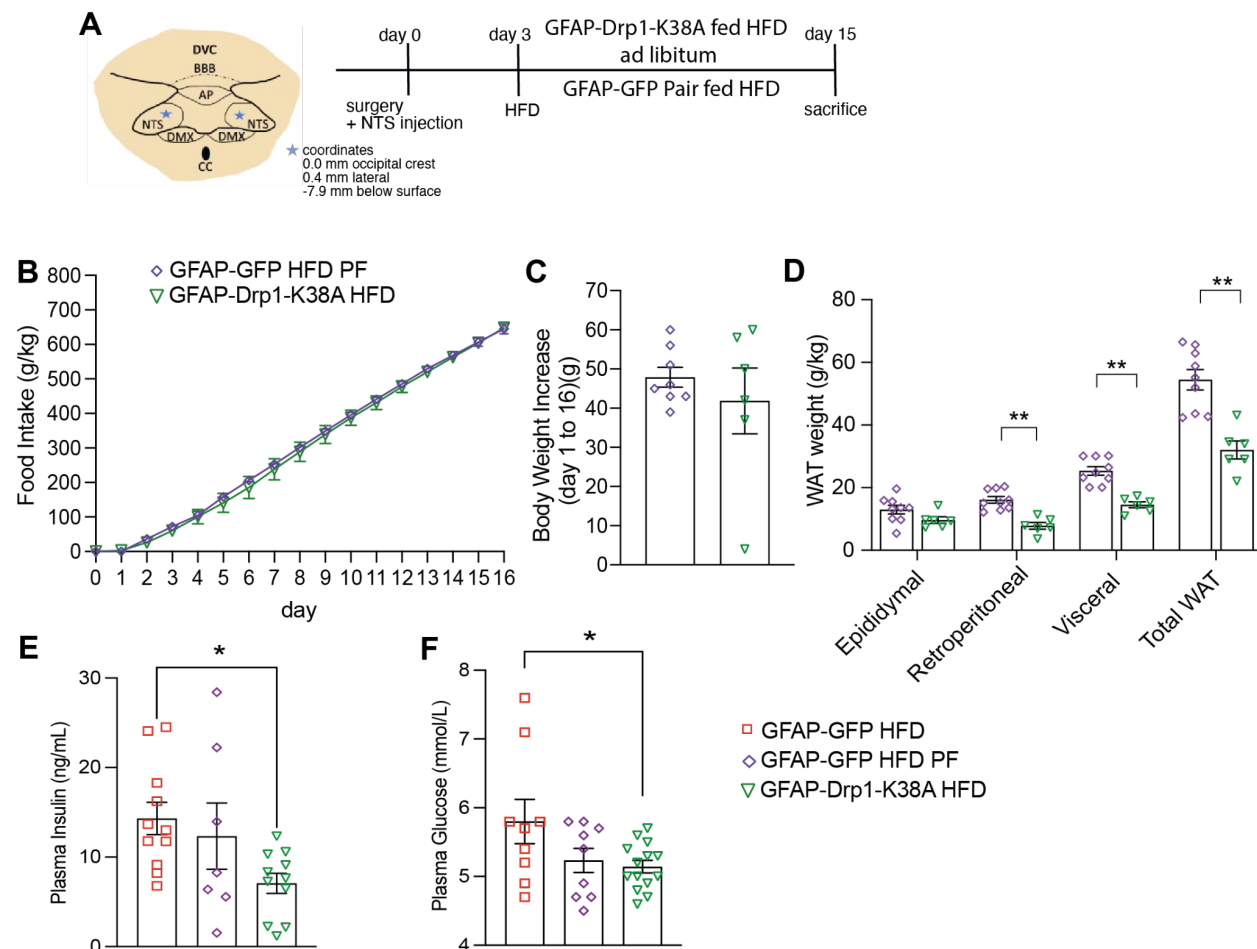 A
DVC
BBB
AP
NTS
NTS
DMX
DMX
CC
coordinates
0.0 mm occipital crest
0.4 mm lateral
-7.9 mm below surface
day 0
day 3
GFAP-Drp1-K38A fed HFD
ad libitum
day 15
GFAP-GFP Pair fed HFD
surgery
+ NTS injection
HFD
sacrifice
B
GFAP-GFP HFD PF
GFAP-Drp1-K38A HFD
Food Intake (g/kg)
800
700
600
500
400
300
200
100
0
0 1 2 3 4 5 6 7 8 9 10 11 12 13 14 15 16
day
C
Body Weight Increase
(day 1 to 16)(g)
70
60
50
40
30
20
10
0
D
WAT weight (g/kg)
80
60
40
20
0
**
**
**
Epididymal
Retroperitoneal
Visceral
Total WAT
E
Plasma Insulin (ng/mL)
30
20
10
0
*
F
Plasma Glucose (mmol/L)
8
7
6
5
4
*
GFAP-GFP HFD
GFAP-GFP HFD PF
GFAP-Drp1-K38A HFD